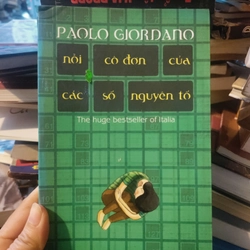 PAOLO GIORDANO
nỗi cô đơn của
các số nguyên tố
The huge bestseller of Italia